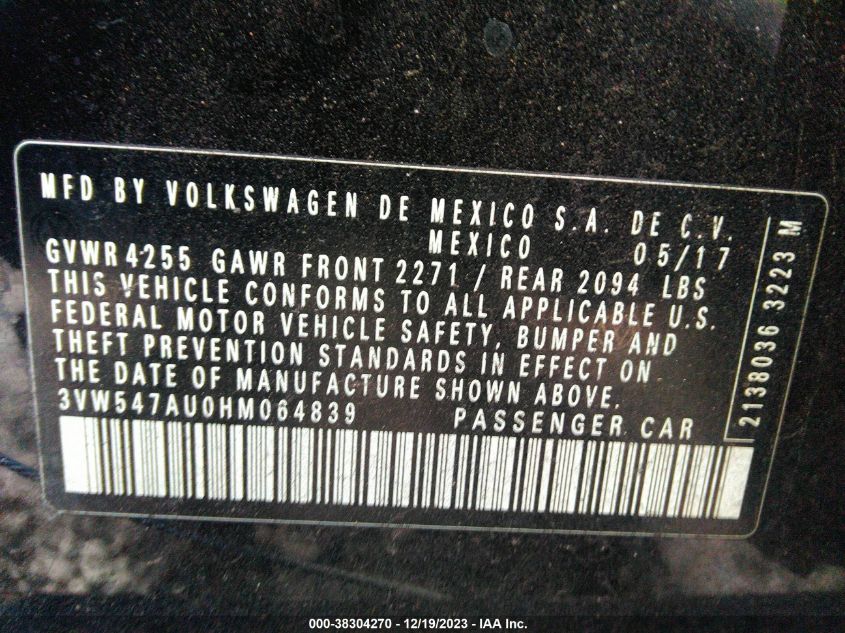 MFD BY VOLKSWAGEN DE MEXICO S.A. DE C.V.
MEXICO 05/17
GVWR 4255 GAWR FRONT 2271 / REAR 2094 LBS
THIS VEHICLE CONFORMS TO ALL APPLICABLE U.S.
FEDERAL MOTOR VEHICLE SAFETY, BUMPER AND
THEFT PREVENTION STANDARDS IN EFFECT ON
THE DATE OF MANUFACTURE SHOWN ABOVE.
3VW547AU0HM064839 PASSENGER CAR
2138036 3223 M
000-38304270 - 12/19/2023 - IAA Inc.